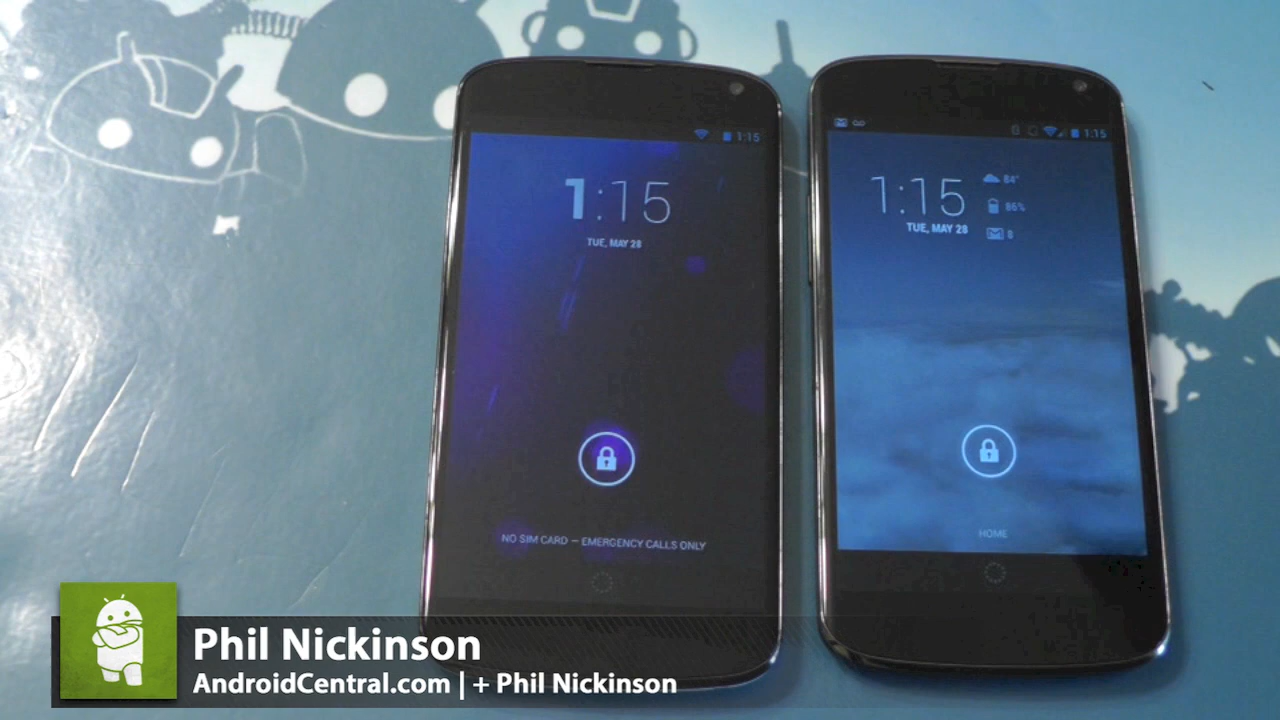 1:15
1:15
TUE, MAY 28
NO SIM CARD — EMERGENCY CALLS ONLY
1:15
1:15
84°
86%
8
TUE, MAY 28
HOME
Phil Nickinson
AndroidCentral.com | + Phil Nickinson